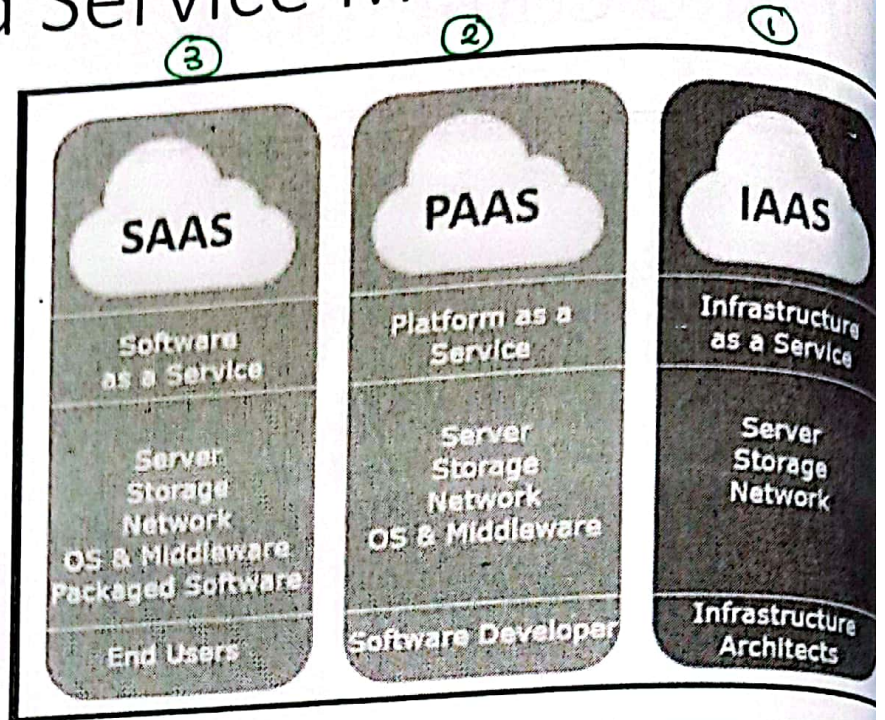 Service
3
2
1
SAAS
Software
as a Service
Server
Storage
Network
OS & Middleware
Packaged Software
End Users
PAAS
Platform as a
Service
Server
Storage
Network
OS & Middleware
Software Developer
IAAS
Infrastructure
as a Service
Server
Storage
Network
Infrastructure
Architects